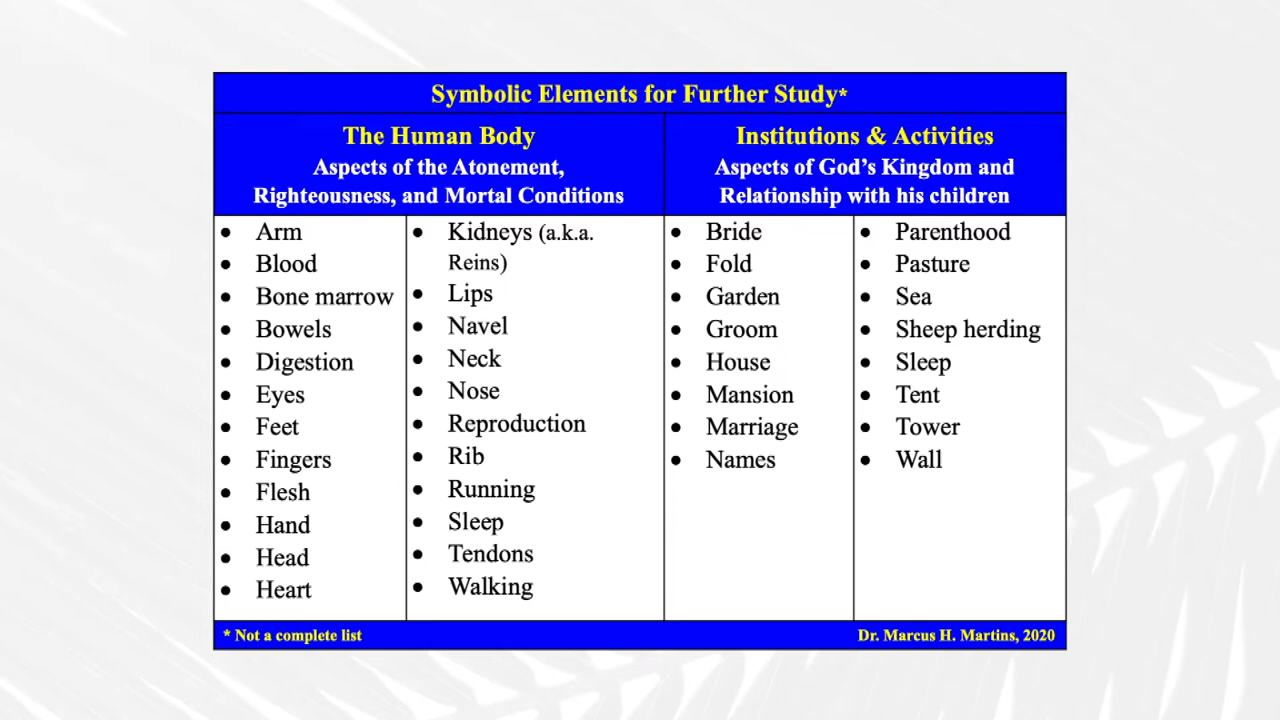 Symbolic Elements for Further Study*
The Human Body
Aspects of the Atonement,
Righteousness, and Mortal Conditions
• Arm
• Blood
• Bone marrow
• Bowels
• Digestion
• Eyes
• Feet
• Fingers
• Flesh
• Hand
• Head
• Heart
• Kidneys (a.k.a.
Reins)
• Lips
• Navel
• Neck
• Nose
• Reproduction
• Rib
• Running
• Sleep
• Tendons
• Walking
Institutions & Activities
Aspects of God’s Kingdom and
Relationship with his children
• Bride
• Fold
• Garden
• Groom
• House
• Mansion
• Marriage
• Names
• Parenthood
• Pasture
• Sea
• Sheep herding
• Sleep
• Tent
• Tower
• Wall
* Not a complete list
Dr. Marcus H. Martins, 2020